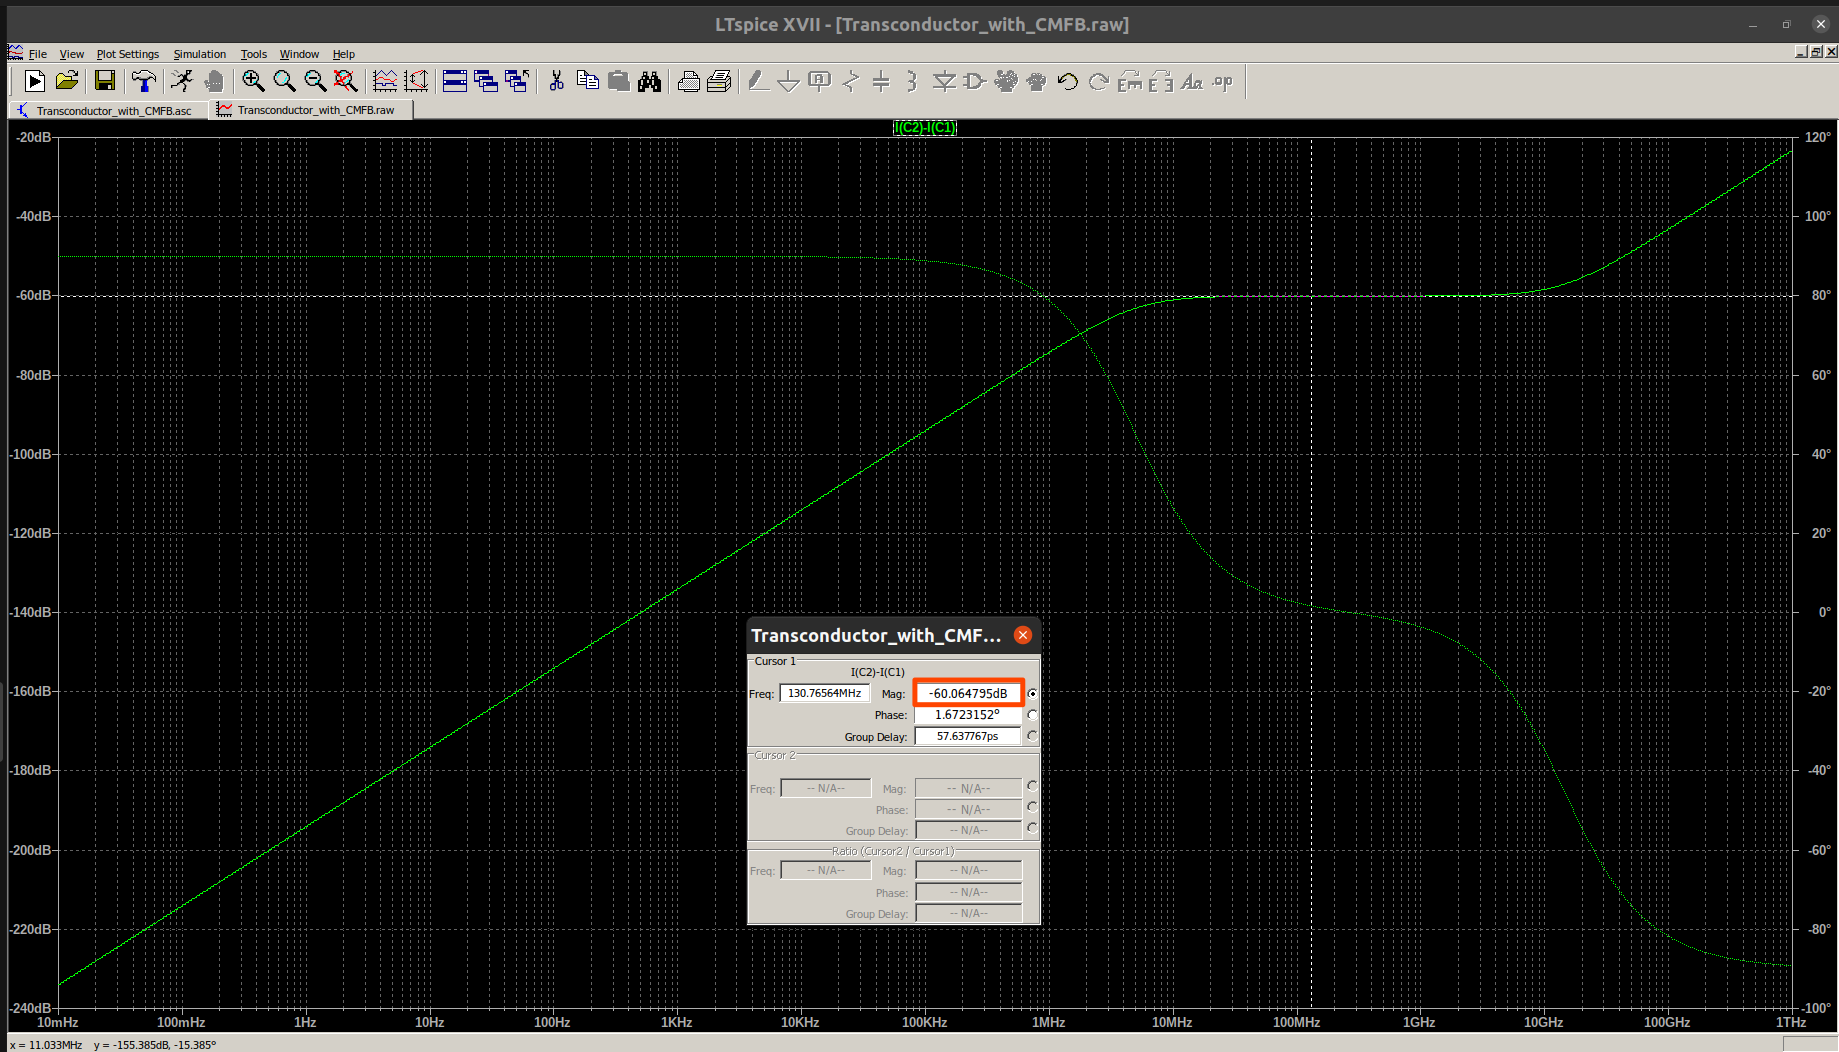 LTspice XVII - [Transconductor_with_CMFB.raw]
File View Plot Settings Simulation Tools Window Help
Transconductor_with_CMFB.asc Transconductor_with_CMFB.raw
I(C2)-I(C1)
-20dB 120°
-40dB 100°
-60dB 80°
-80dB 60°
-100dB 40°
-120dB 20°
-140dB 0°
-160dB -20°
-180dB -40°
-200dB -60°
-220dB -80°
-240dB -100°
10mHz 100mHz 1Hz 10Hz 100Hz 1KHz 10KHz 100KHz 1MHz 10MHz 100MHz 1GHz 10GHz 100GHz 1THz
Transconductor_with_CMF...
Cursor 1
I(C2)-I(C1)
Freq: 130.76564MHz Mag: -60.064795dB
Phase: 1.6723152°
Group Delay: 57.637767ps
Cursor 2
Freq: -- N/A-- Mag: -- N/A--
Phase: -- N/A--
Group Delay: -- N/A--
Ratio (Cursor2 / Cursor1)
Freq: -- N/A-- Mag: -- N/A--
Phase: -- N/A--
Group Delay: -- N/A--
x = 11.033MHz y = -155.385dB, -15.385°